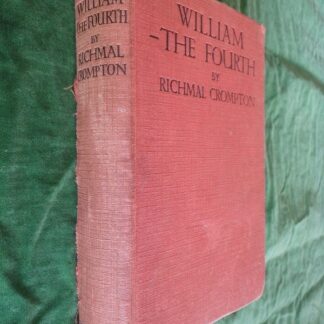 WILLIAM
-THE FOURTH
BY
RICHMAL
CROMPTON
WILLIAM
-THE FOURTH
BY
RICHMAL CROMPTON